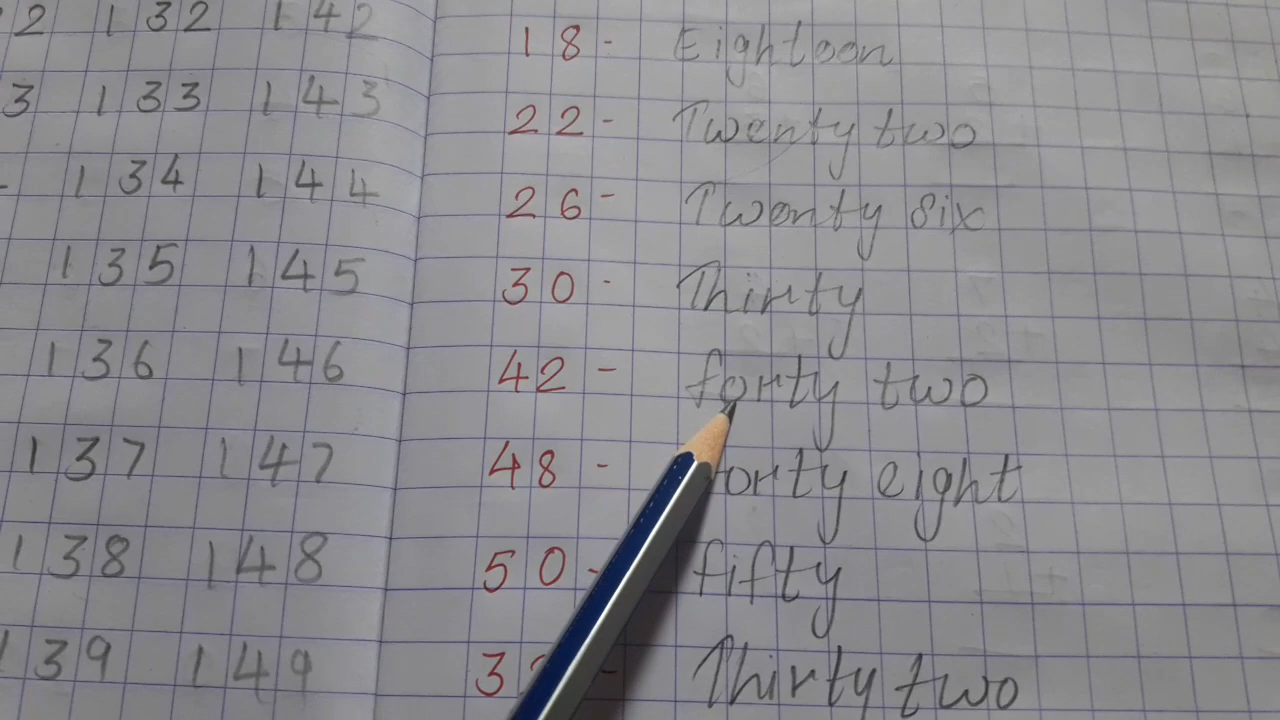 2 132 142
3 133 143
134 144
135 145
136 146
137 147
138 148
139 149
18 - Eighteen
22 - Twenty two
26 - Twenty six
30 - Thirty
42 - forty two
48 - forty eight
50 - fifty
3 - Thirty two